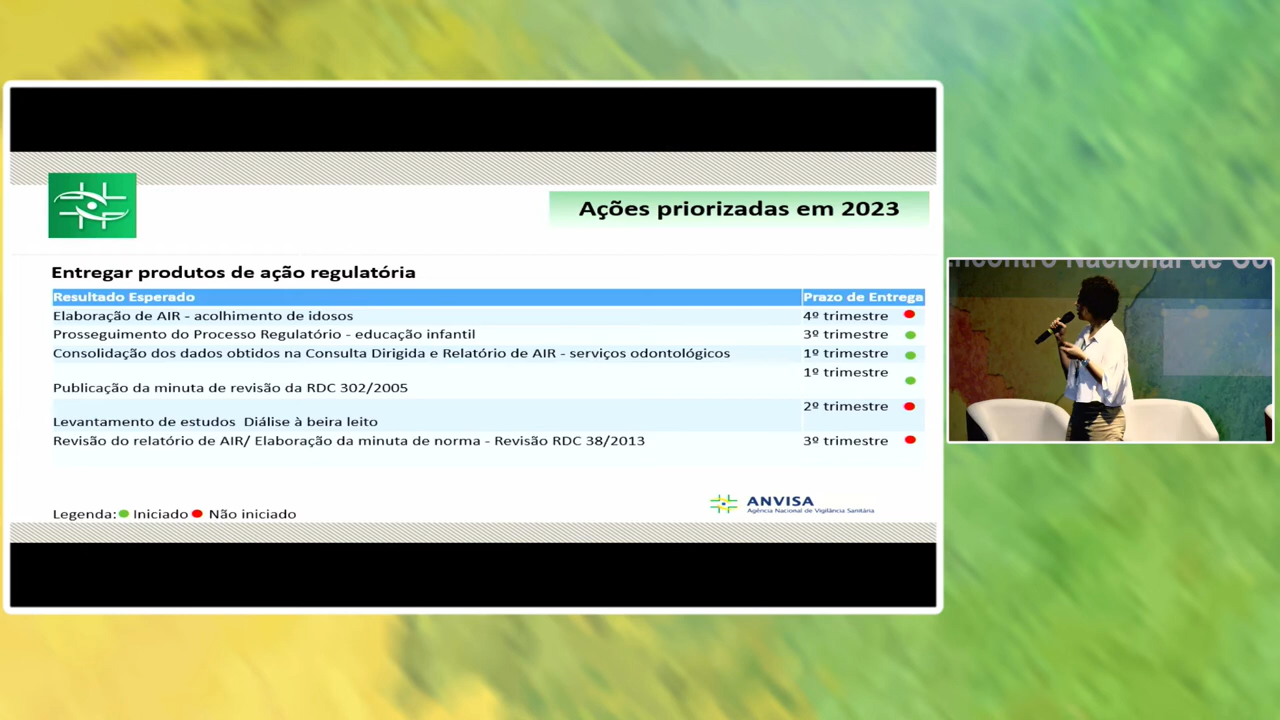 Ações priorizadas em 2023
Entregar produtos de ação regulatória
Resultado Esperado Prazo de Entrega
Elaboração de AIR - acolhimento de idosos 4º trimestre
Prosseguimento do Processo Regulatório - educação infantil 3º trimestre
Consolidação dos dados obtidos na Consulta Dirigida e Relatório de AIR - serviços odontológicos 1º trimestre
Publicação da minuta de revisão da RDC 302/2005 1º trimestre
Levantamento de estudos Diálise à beira leito 2º trimestre
Revisão do relatório de AIR/ Elaboração da minuta de norma - Revisão RDC 38/2013 3º trimestre
Legenda: Iniciado Não iniciado
ANVISA
Agência Nacional de Vigilância Sanitária
Encontro Nacional de